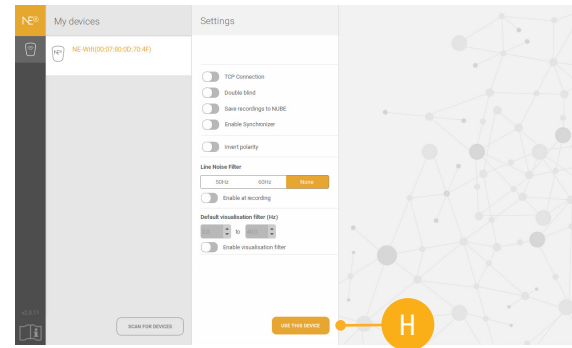 NE
My devices
Settings
NE
NE-Wifi(00:07:80:0D:70:4F)
TCP Connection
Double blind
Save recordings to NUBE
Enable Synchronizer
Invert polarity
Line Noise Filter
50Hz 60Hz None
Enable at recording
Default visualisation filter (Hz)
to
Enable visualisation filter
SCAN FOR DEVICES
USE THIS DEVICE
H